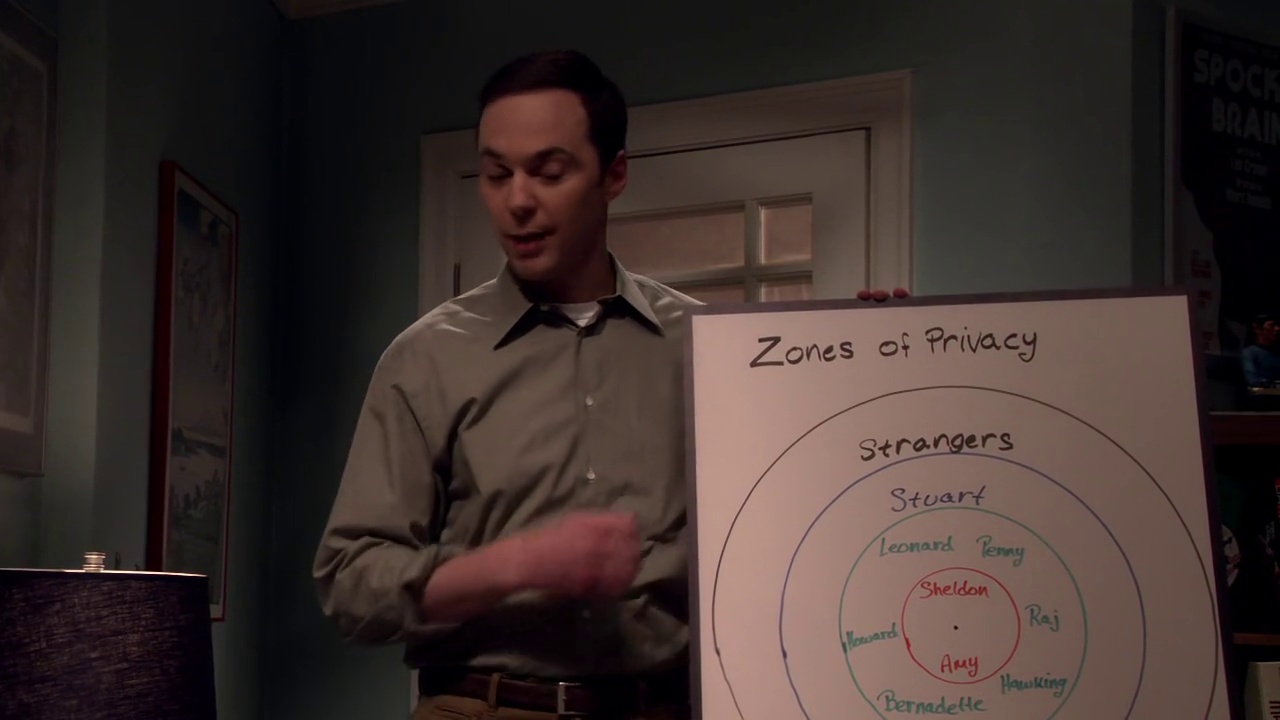 SPOCK
BRAIN
Zones of Privacy
Strangers
Stuart
Leonard Penny
Sheldon
Raj
Howard
Amy
Hawking
Bernadette